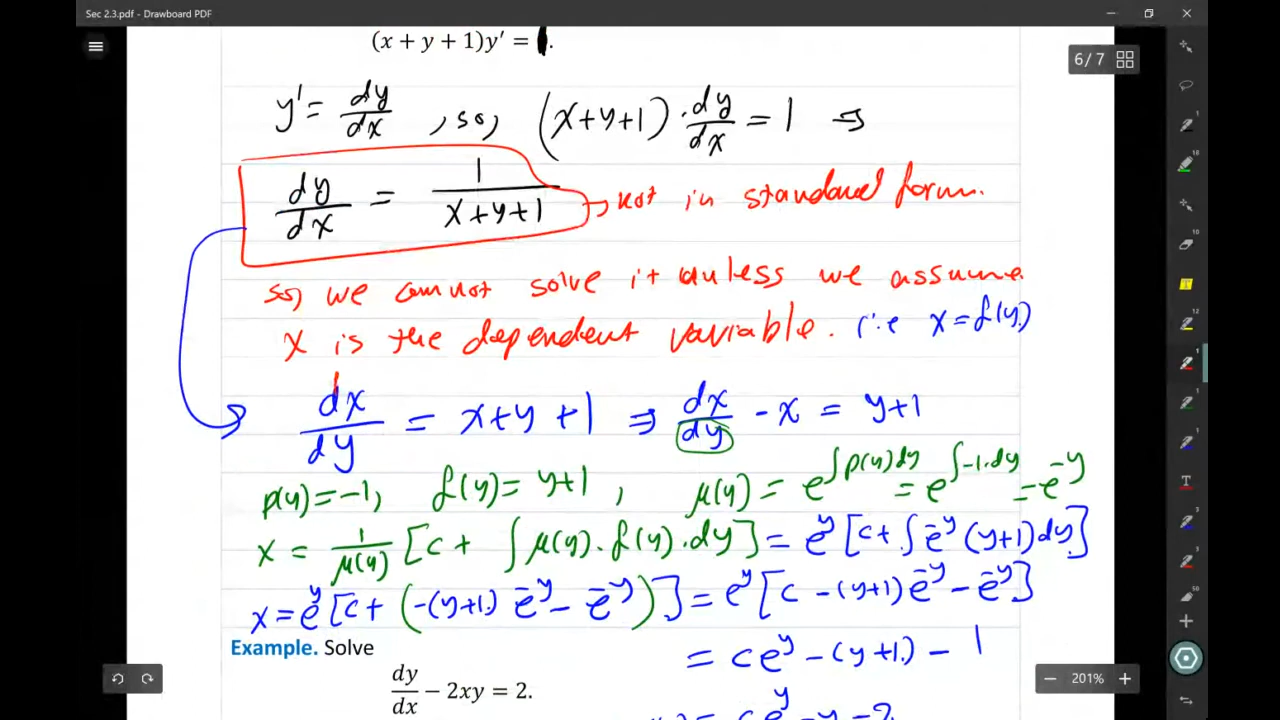 Sec 2.3.pdf - Drawboard PDF
(x + y + 1)y′ = 1.
6 / 7
y' = dy/dx , so, (x+y+1) · dy/dx = 1 ⇒
dy/dx = 1/(x+y+1) → not in standard form.
so we cannot solve it unless we assume
x is the dependent variable. i.e x = f(y)
dx/dy = x+y+1 ⇒ dx/dy - x = y+1
p(y) = -1, f(y) = y+1, μ(y) = e^∫p(y)dy = e^∫-1.dy = e^-y
x = 1/μ(y) [c + ∫ μ(y). f(y). dy] = e^y [c + ∫ e^-y (y+1) dy]
x = e^y [c + (-(y+1) e^-y - e^-y)] = e^y [c - (y+1) e^-y - e^-y]
= ce^y - (y+1) - 1
Example. Solve
dy/dx − 2xy = 2.
= ce^y - y - 2
201%